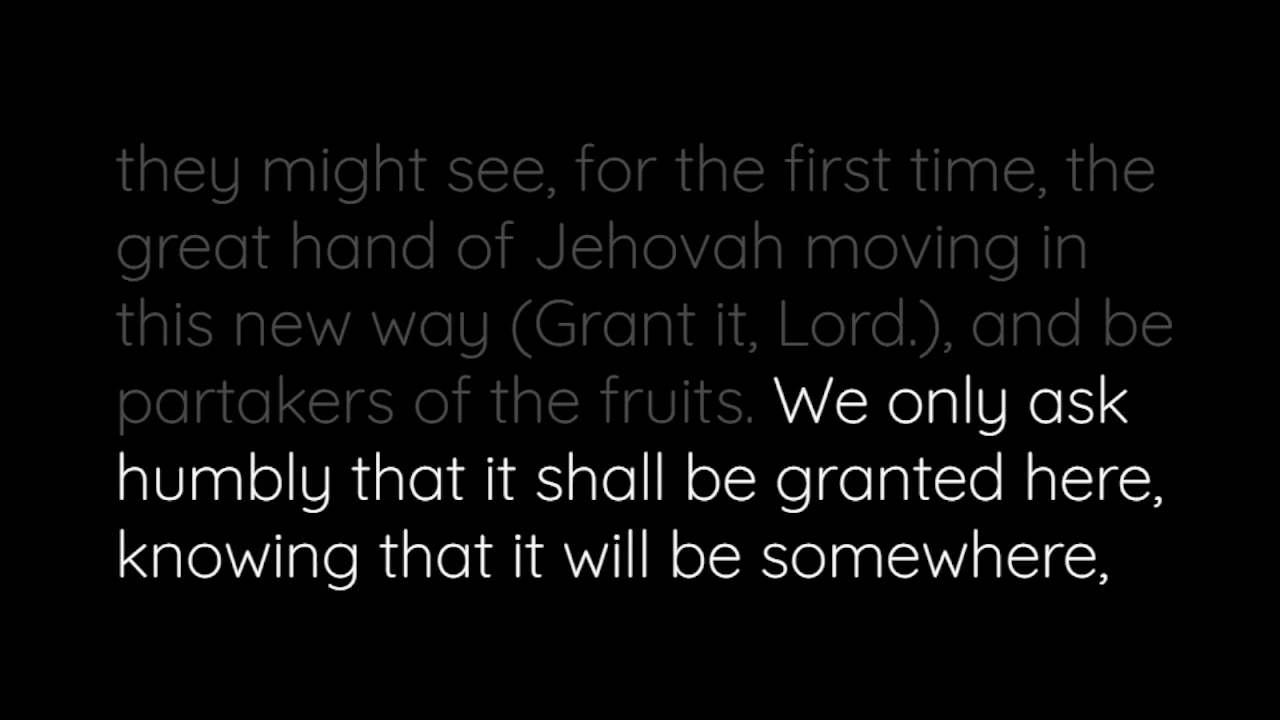 they might see, for the first time, the
great hand of Jehovah moving in
this new way (Grant it, Lord.), and be
partakers of the fruits. We only ask
humbly that it shall be granted here,
knowing that it will be somewhere,